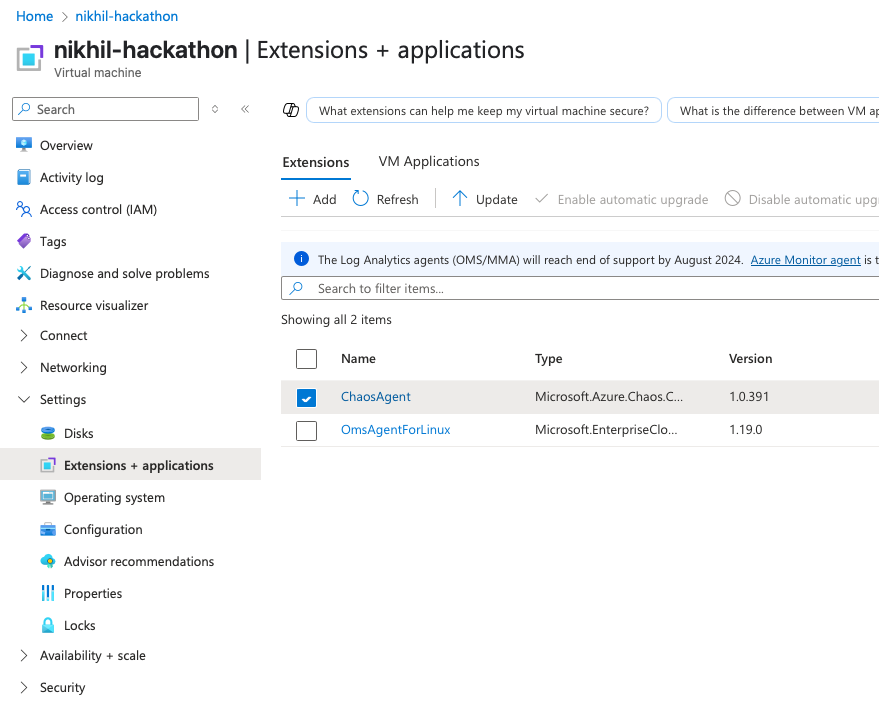 Home > nikhil-hackathon
nikhil-hackathon | Extensions + applications
Virtual machine
Search
What extensions can help me keep my virtual machine secure?
What is the difference between VM ap
Overview
Activity log
Access control (IAM)
Tags
Diagnose and solve problems
Resource visualizer
Connect
Networking
Settings
Disks
Extensions + applications
Operating system
Configuration
Advisor recommendations
Properties
Locks
Availability + scale
Security
Extensions
VM Applications
Add
Refresh
Update
Enable automatic upgrade
Disable automatic upgr
The Log Analytics agents (OMS/MMA) will reach end of support by August 2024. Azure Monitor agent is t
Search to filter items...
Showing all 2 items
Name Type Version
ChaosAgent Microsoft.Azure.Chaos.C... 1.0.391
OmsAgentForLinux Microsoft.EnterpriseClo... 1.19.0